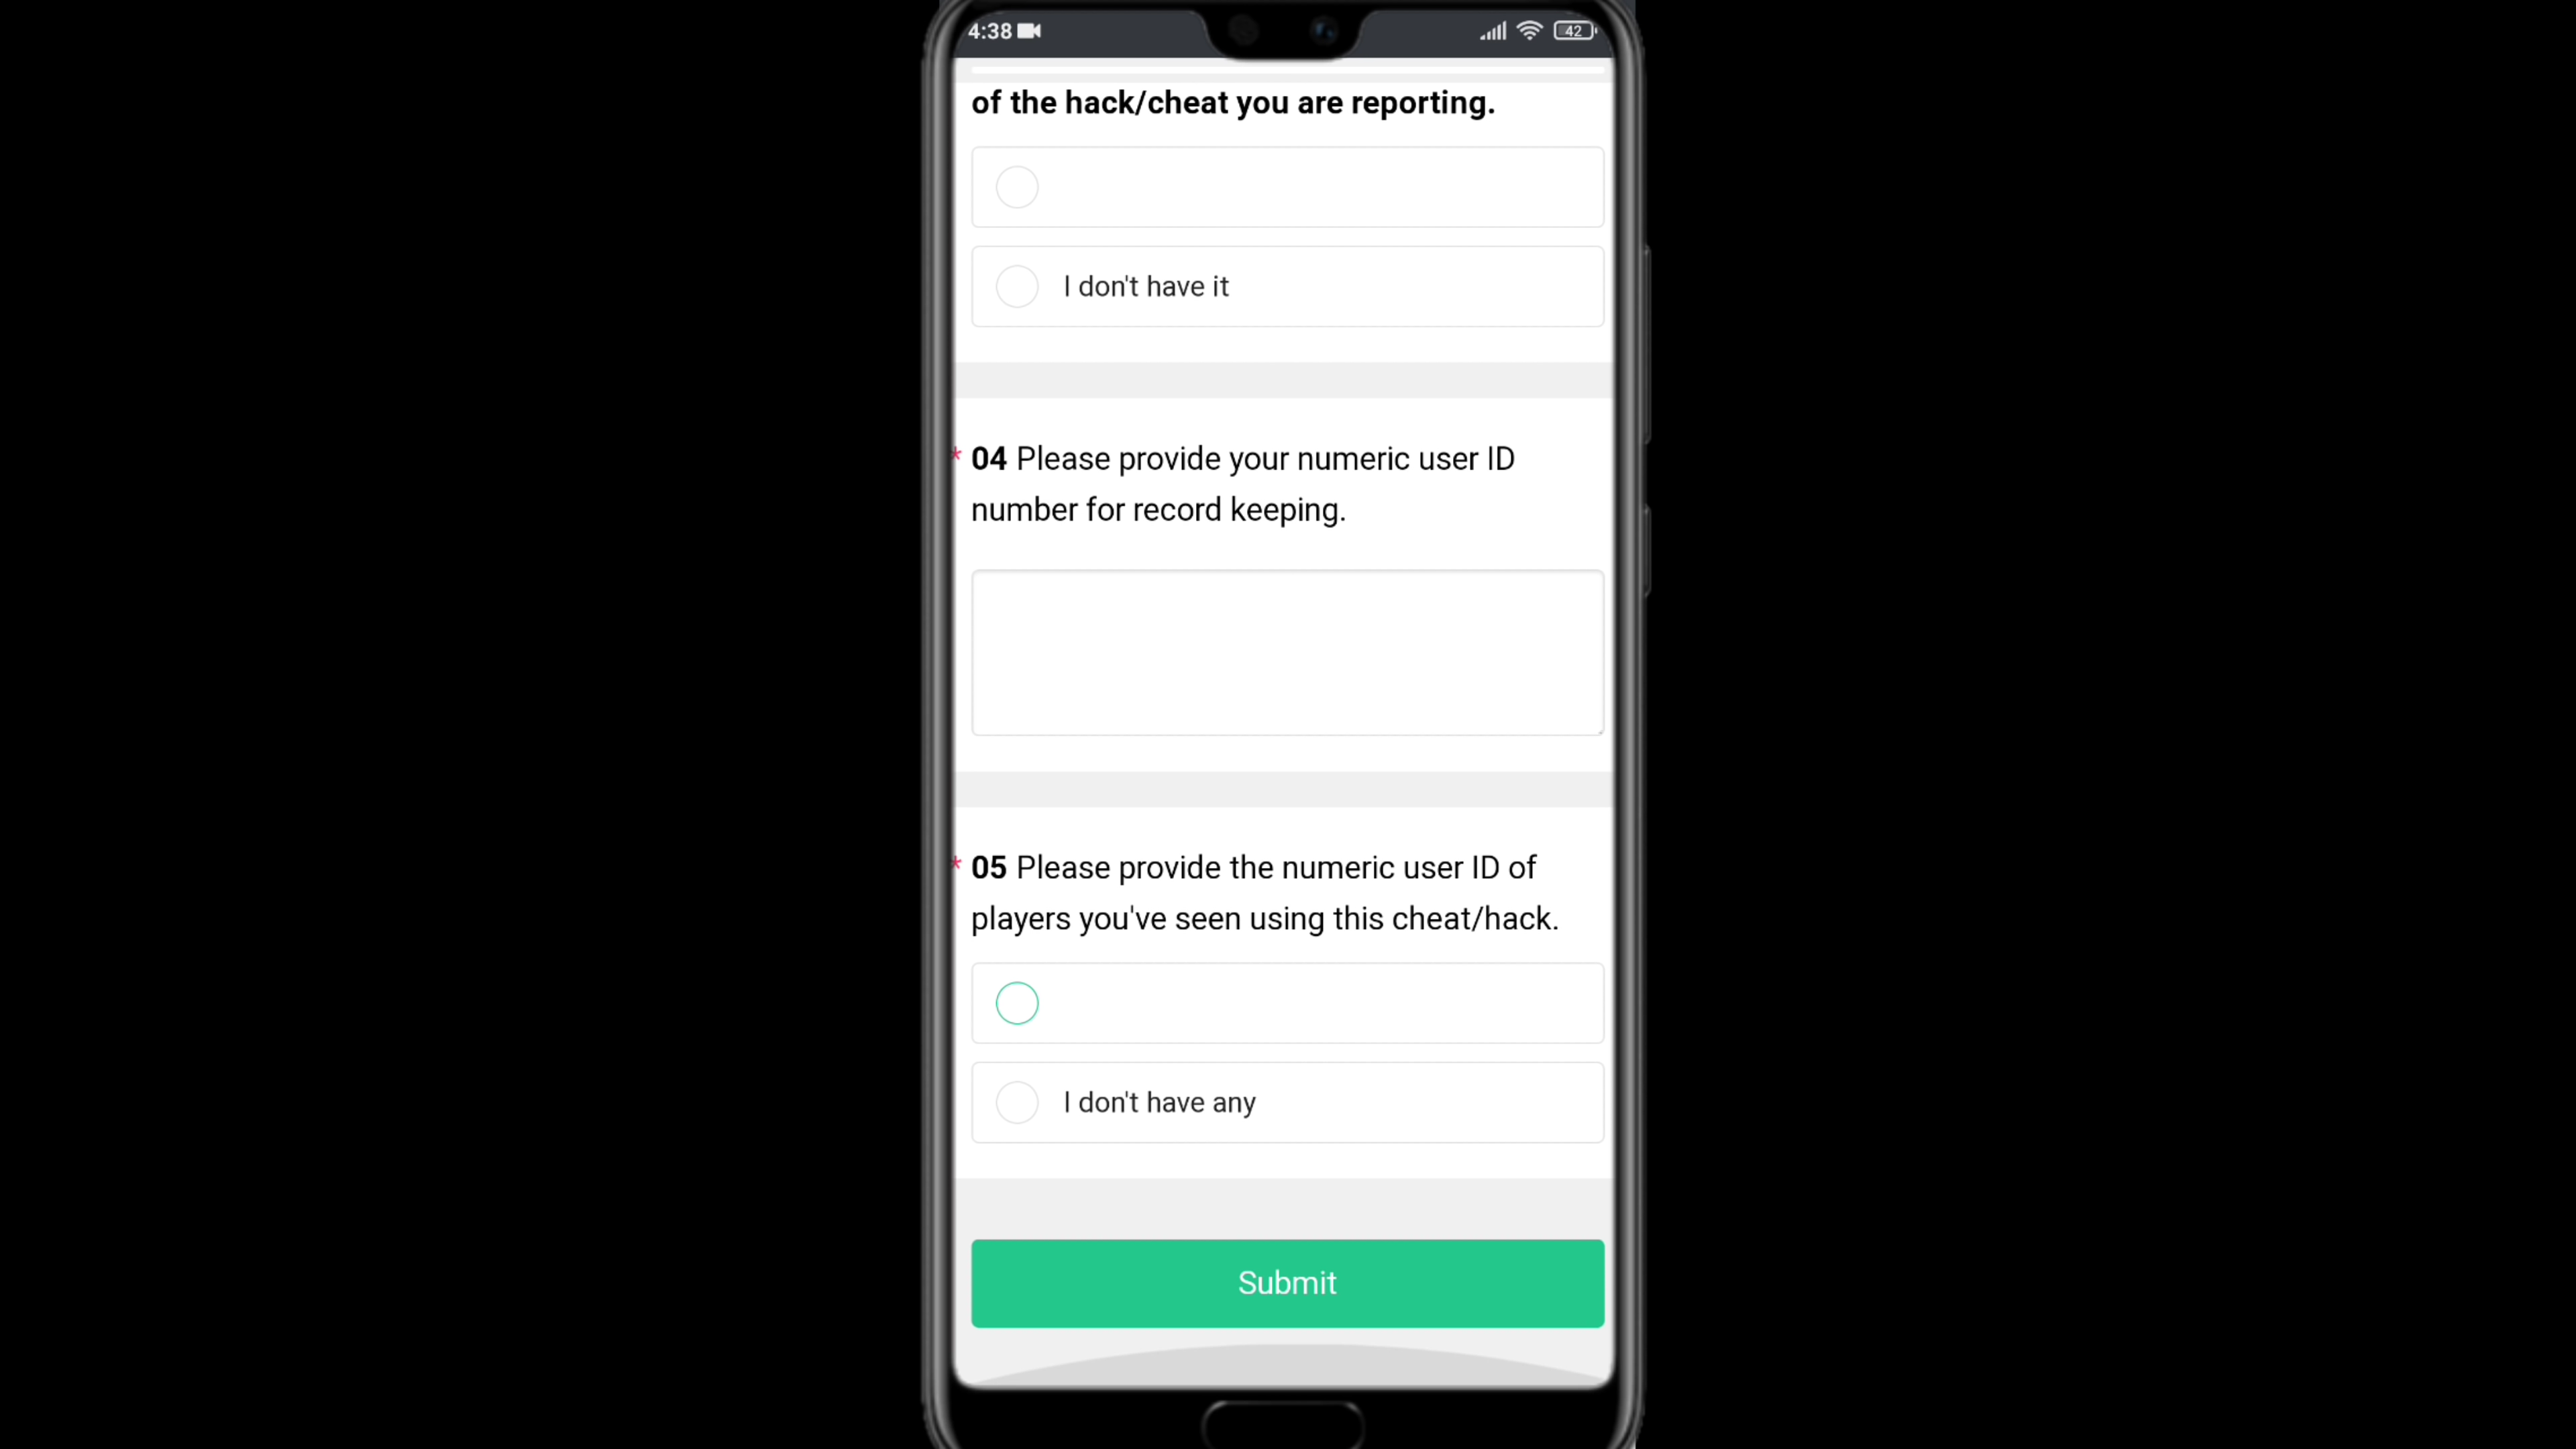 4:38
42
of the hack/cheat you are reporting.
I don't have it
* 04 Please provide your numeric user ID
number for record keeping.
* 05 Please provide the numeric user ID of
players you've seen using this cheat/hack.
I don't have any
Submit